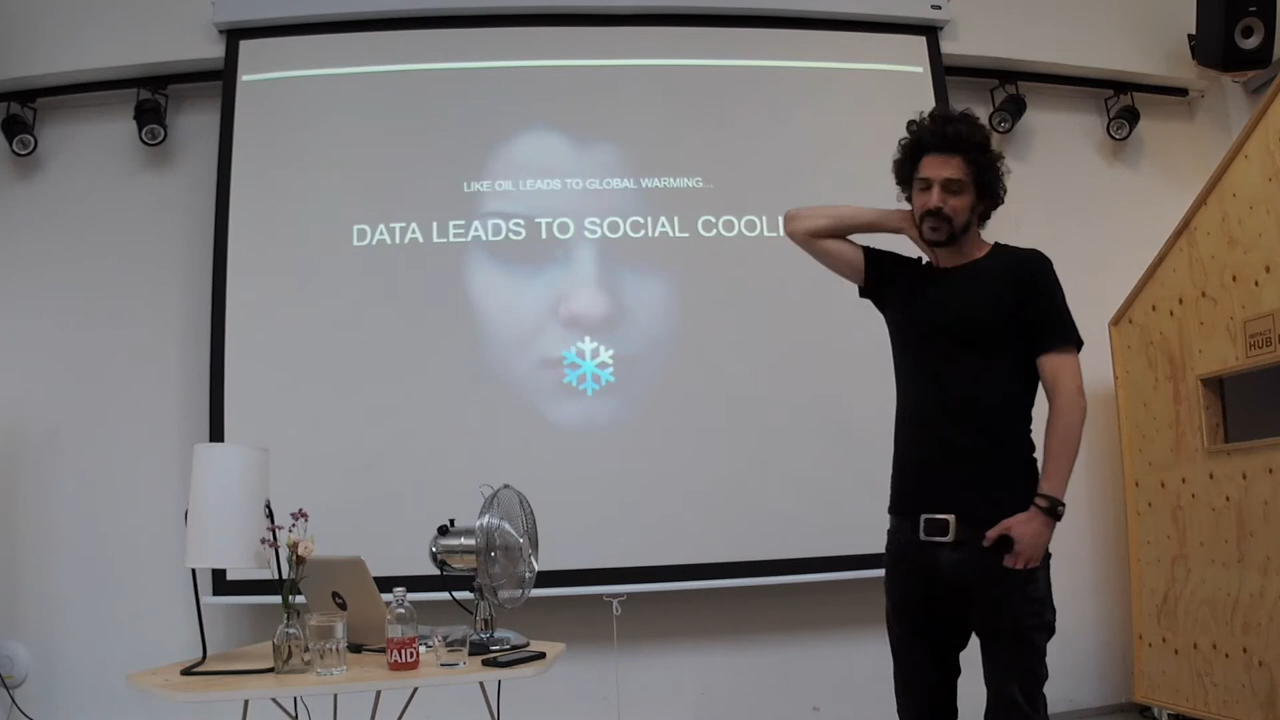 LIKE OIL LEADS TO GLOBAL WARMING...
DATA LEADS TO SOCIAL COOLI
IMPACT
HUB
AID